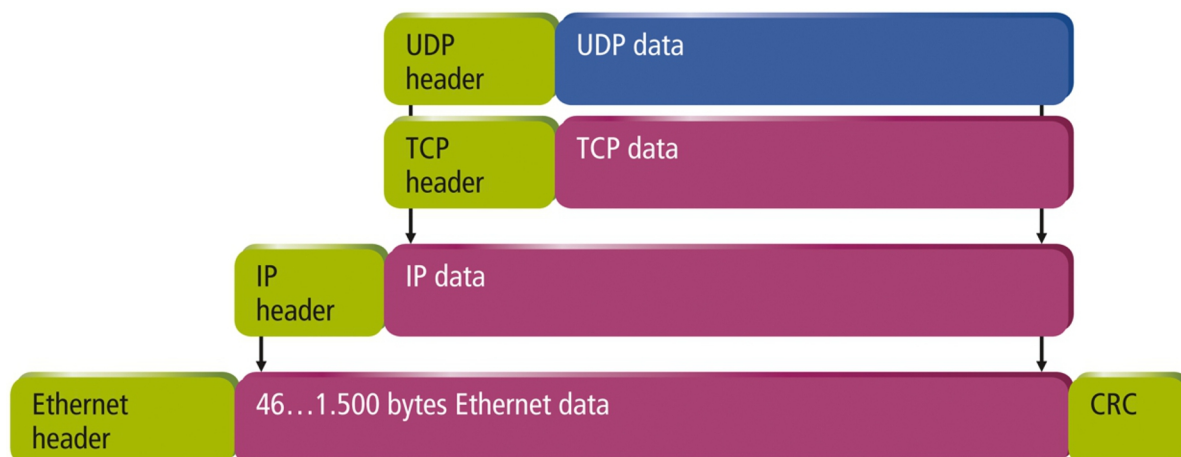 UDP header
UDP data
TCP header
TCP data
IP header
IP data
Ethernet header
46...1.500 bytes Ethernet data
CRC